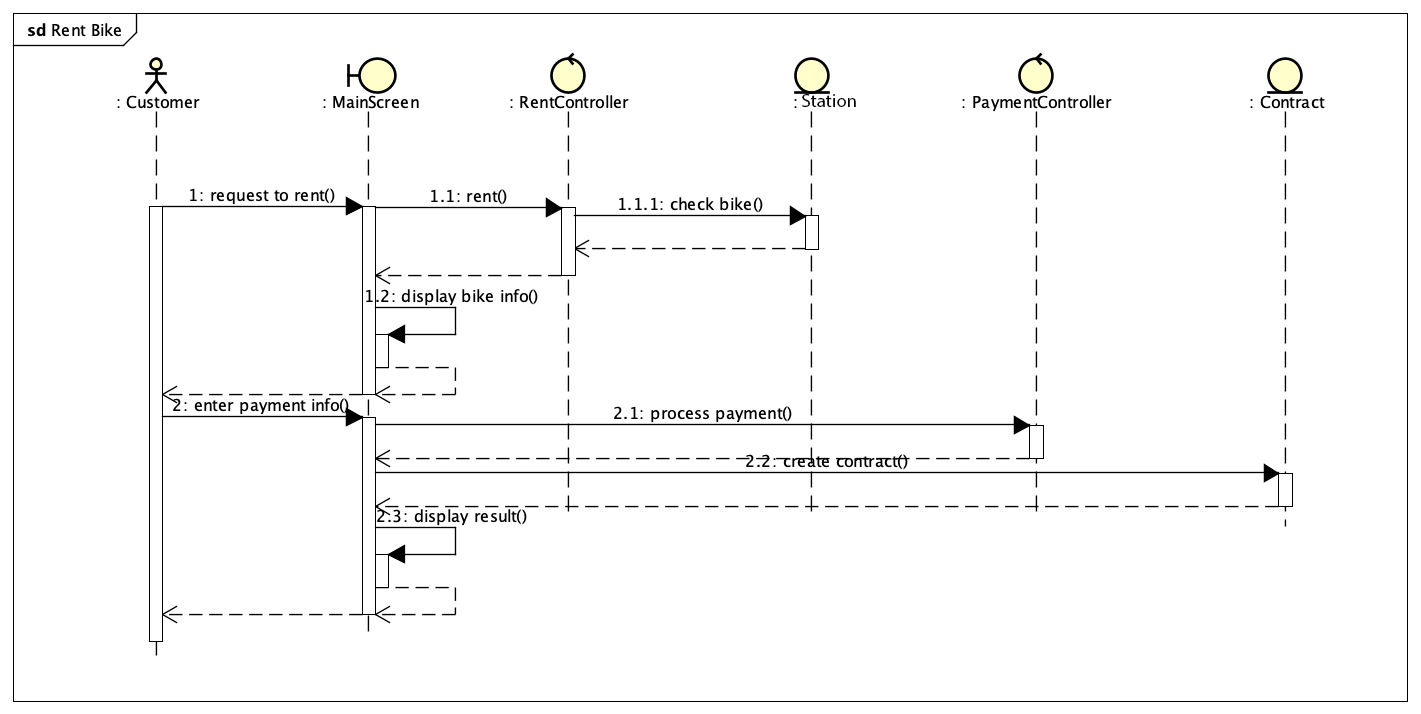 sd Rent Bike
: Customer
: MainScreen
: RentController
: Station
: PaymentController
: Contract
1: request to rent()
1.1: rent()
1.1.1: check bike()
1.2: display bike info()
2: enter payment info()
2.1: process payment()
2.2: create contract()
2.3: display result()